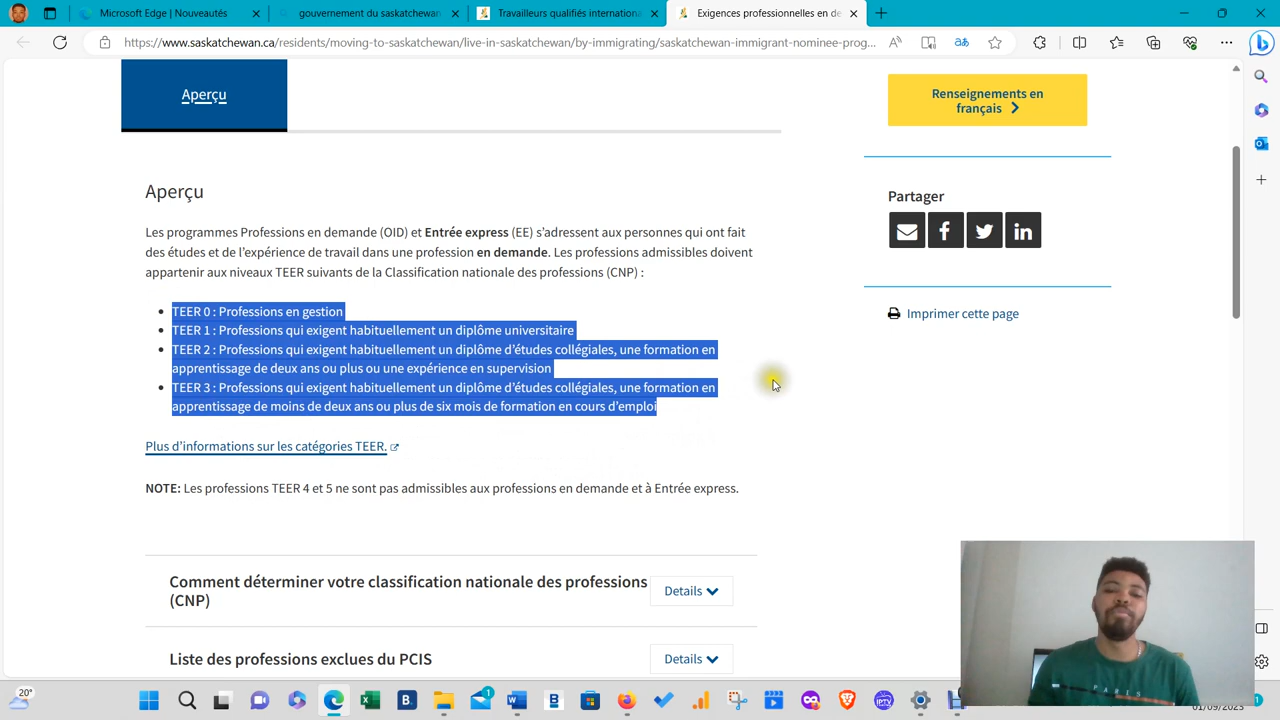 Microsoft Edge | Nouveautés
gouvernement du saskatchewan
Travailleurs qualifiés internationa
Exigences professionnelles en de
https://www.saskatchewan.ca/residents/moving-to-saskatchewan/live-in-saskatchewan/by-immigrating/saskatchewan-immigrant-nominee-prog...
Aperçu
Renseignements en
français
Aperçu
Partager
Les programmes Professions en demande (OID) et Entrée express (EE) s’adressent aux personnes qui ont fait
des études et de l’expérience de travail dans une profession en demande. Les professions admissibles doivent
appartenir aux niveaux TEER suivants de la Classification nationale des professions (CNP) :
Imprimer cette page
TEER 0 : Professions en gestion
TEER 1 : Professions qui exigent habituellement un diplôme universitaire
TEER 2 : Professions qui exigent habituellement un diplôme d’études collégiales, une formation en
apprentissage de deux ans ou plus ou une expérience en supervision
TEER 3 : Professions qui exigent habituellement un diplôme d’études collégiales, une formation en
apprentissage de moins de deux ans ou plus de six mois de formation en cours d’emploi
Plus d’informations sur les catégories TEER.
NOTE: Les professions TEER 4 et 5 ne sont pas admissibles aux professions en demande et à Entrée express.
Comment déterminer votre classification nationale des professions
(CNP)
Details
Liste des professions exclues du PCIS
Details
PARIS
20°
01/09/2023